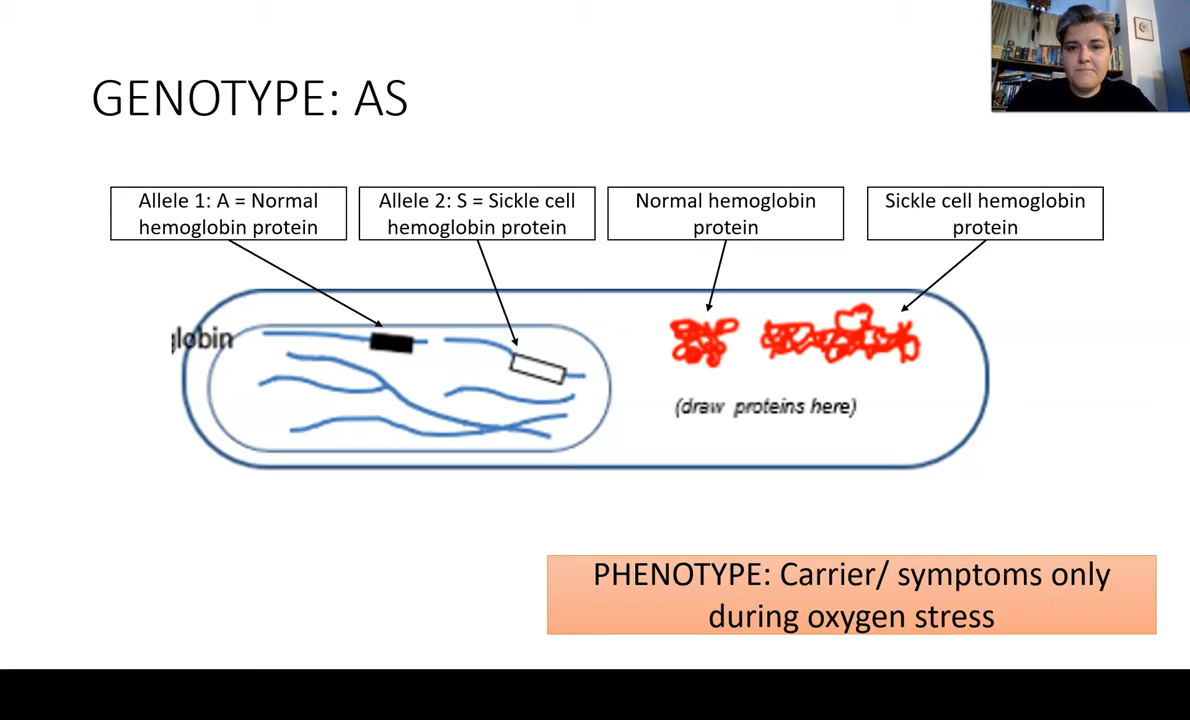 GENOTYPE: AS
Allele 1: A = Normal
hemoglobin protein
Allele 2: S = Sickle cell
hemoglobin protein
Normal hemoglobin
protein
Sickle cell hemoglobin
protein
globin
(draw proteins here)
PHENOTYPE: Carrier/ symptoms only
during oxygen stress